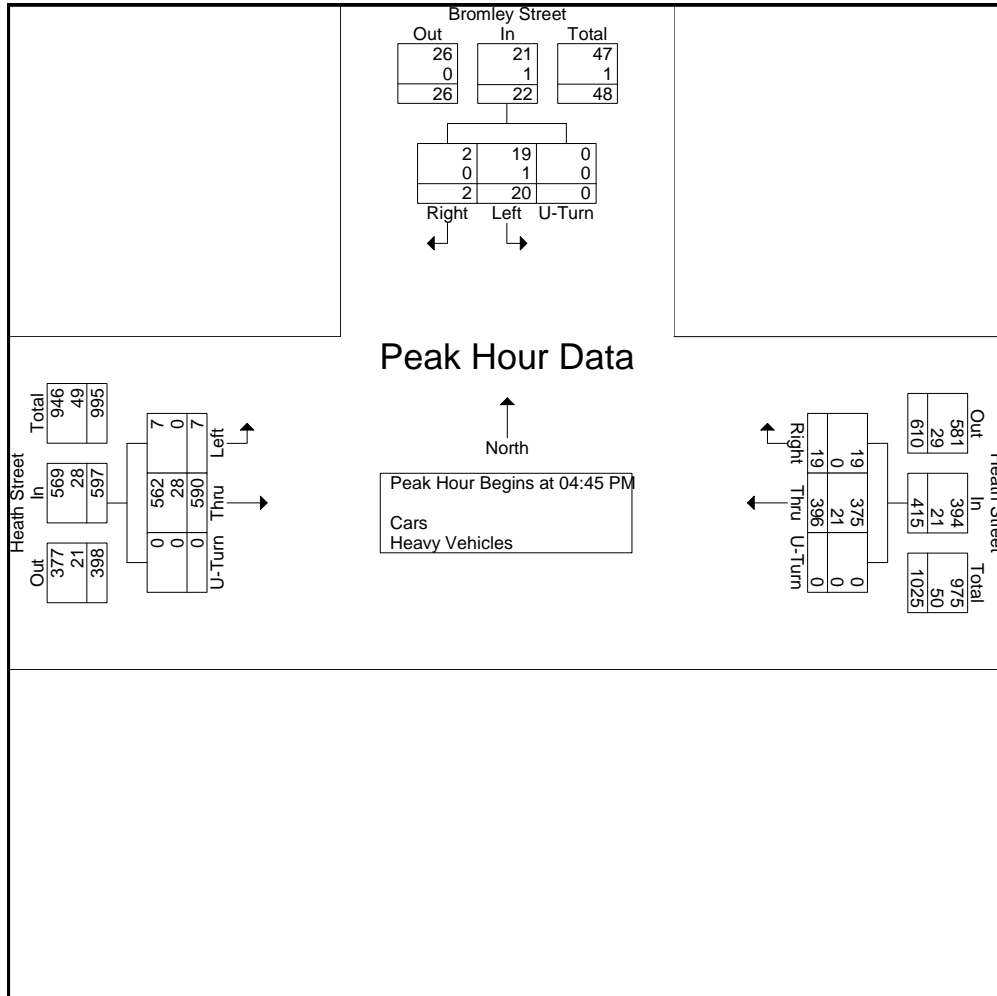 Bromley Street
Out In Total
26 21 47
0 1 1
26 22 48
2 19 0
0 1 0
2 20 0
Right Left U-Turn
Peak Hour Data
North
Peak Hour Begins at 04:45 PM
Cars
Heavy Vehicles
Heath Street
Out In Total
377 569 946
21 28 49
398 597 995
7 562 0
0 28 0
7 590 0
Left Thru U-Turn
Heath Street
Out In Total
581 394 975
29 21 50
610 415 1025
19 375 0
0 21 0
19 396 0
Right Thru U-Turn